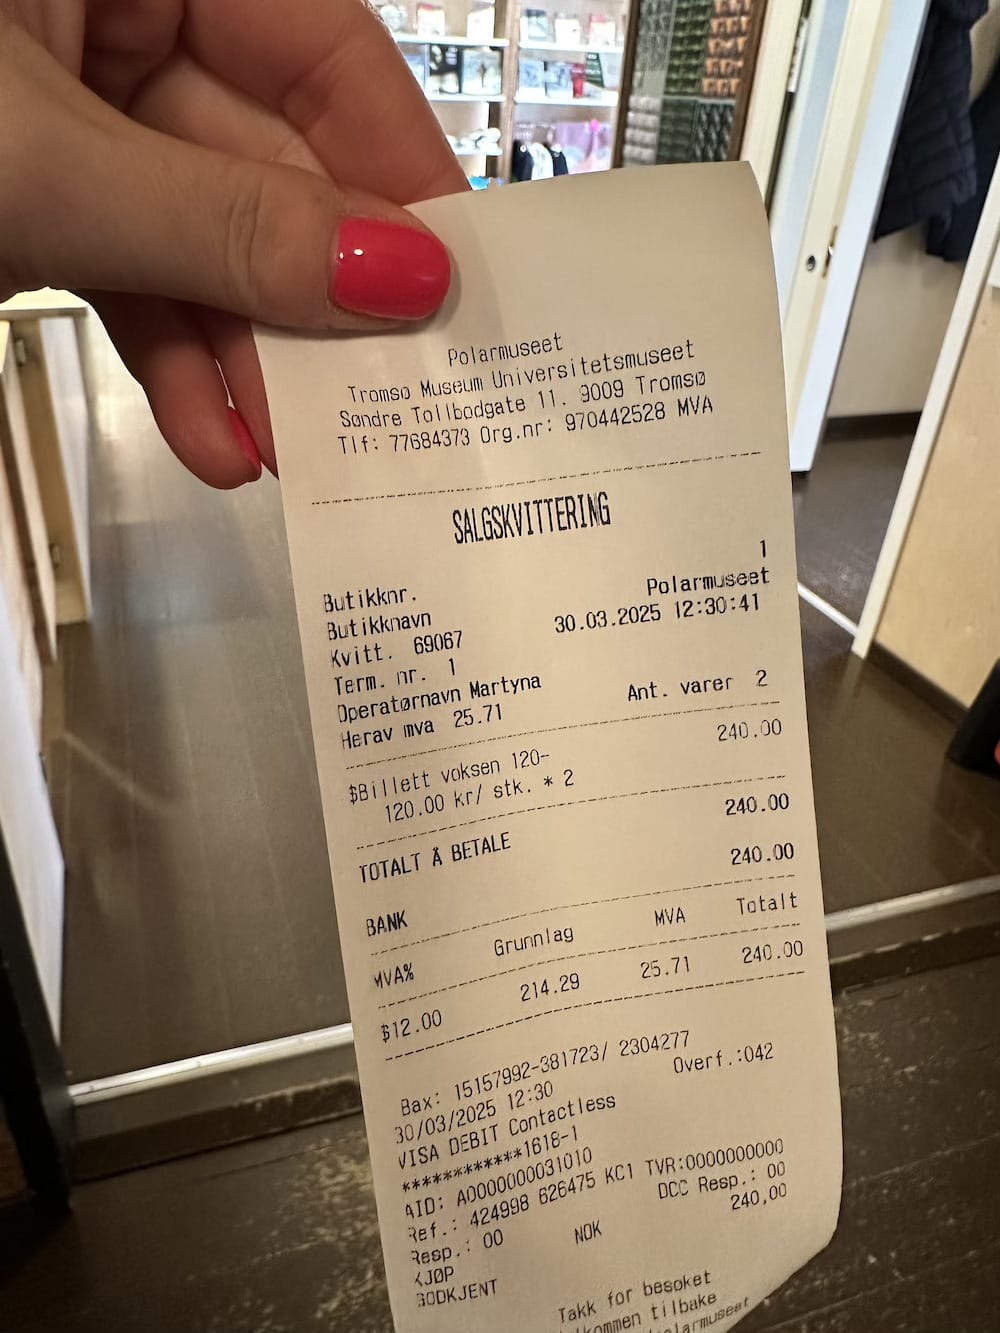 Polarmuseet
Tromsø Museum Universitetsmuseet
Søndre Tollbodgate 11. 9009 Tromsø
Tlf: 77684373 Org.nr: 970442528 MVA
SALGSKVITTERING
Butikknr. 1
Butikknavn Polarmuseet
Kvitt. 69067 30.03.2025 12:30:41
Term. nr. 1
Operatørnavn Martyna
Herav mva 25.71 Ant. varer 2
$Billett voksen 120- 240.00
120.00 kr/ stk. * 2
TOTALT Å BETALE 240.00
BANK 240.00
MVA% Grunnlag MVA Totalt
$12.00 214.29 25.71 240.00
Bax: 15157992-381723/ 2304277
30/03/2025 12:30 Overf.:042
VISA DEBIT Contactless
************1618-1
AID: A0000000031010
Ref.: 424998 626475 KC1 TVR:0000000000
Resp.: 00 DCC Resp.: 00
KJØP NOK 240,00
GODKJENT
Takk for besøket
tilbake